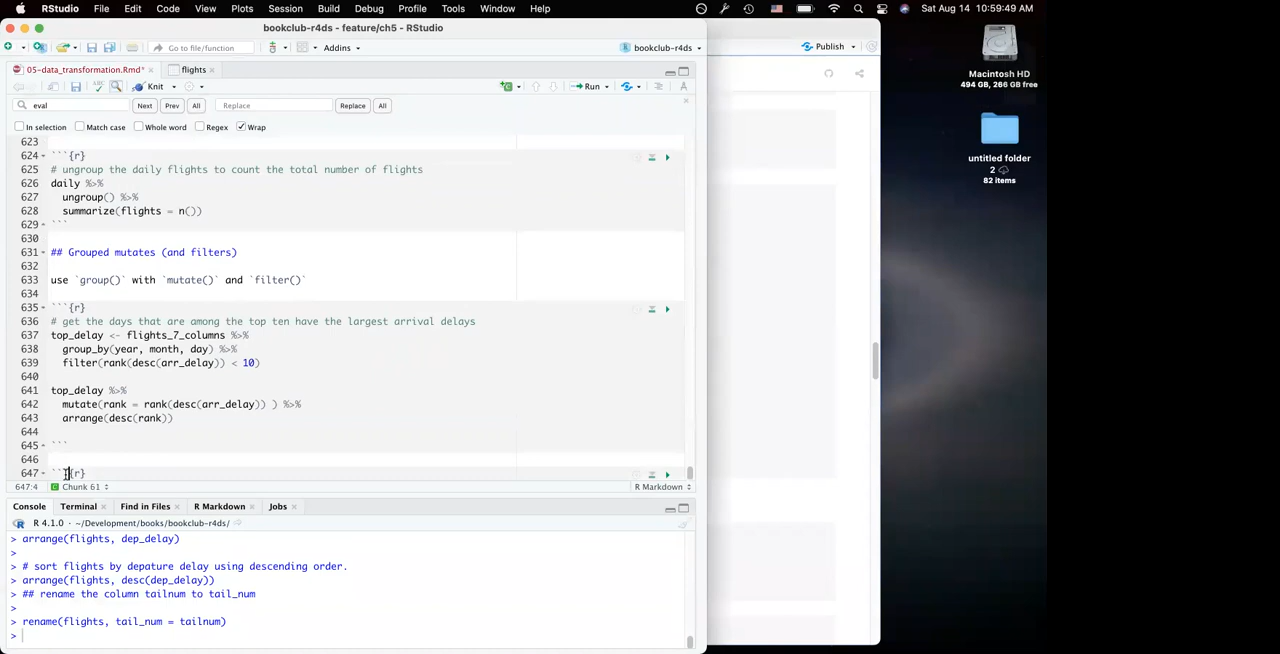 RStudio File Edit Code View Plots Session Build Debug Profile Tools Window Help Sat Aug 14 10:59:49 AM
bookclub-r4ds - feature/ch5 - RStudio
Go to file/function Addins bookclub-r4ds Publish
05-data_transformation.Rmd* flights
Knit Run
eval Next Prev All Replace Replace All
In selection Match case Whole word Regex Wrap
623
624 ```{r}
625 # ungroup the daily flights to count the total number of flights
626 daily %>%
627 ungroup() %>%
628 summarize(flights = n())
629 ```
630
631 ## Grouped mutates (and filters)
632
633 use `group()` with `mutate()` and `filter()`
634
635 ```{r}
636 # get the days that are among the top ten have the largest arrival delays
637 top_delay <- flights_7_columns %>%
638 group_by(year, month, day) %>%
639 filter(rank(desc(arr_delay)) < 10)
640
641 top_delay %>%
642 mutate(rank = rank(desc(arr_delay)) ) %>%
643 arrange(desc(rank))
644
645 ```
646
647 ```{r}
647:4 Chunk 61 R Markdown
Console Terminal Find in Files R Markdown Jobs
R 4.1.0 · ~/Development/books/bookclub-r4ds/
> arrange(flights, dep_delay)
>
> # sort flights by depature delay using descending order.
> arrange(flights, desc(dep_delay))
> ## rename the column tailnum to tail_num
>
> rename(flights, tail_num = tailnum)
>
Macintosh HD
494 GB, 266 GB free
untitled folder
2
82 items